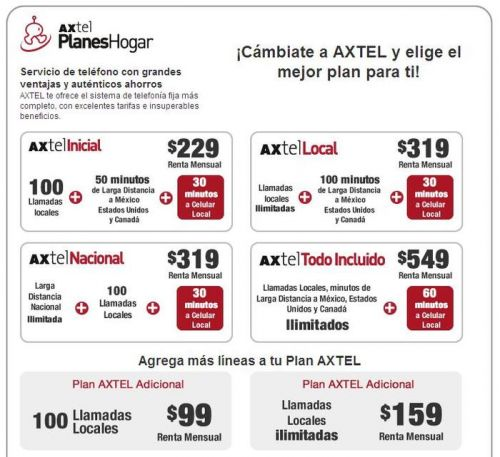 AXtel
PlanesHogar
¡Cámbiate a AXTEL y elige el
mejor plan para ti!
Servicio de teléfono con grandes
ventajas y auténticos ahorros
AXTEL te ofrece el sistema de telefonía fija más
completo, con excelentes tarifas e insuperables
beneficios.
AXtelInicial
$229
Renta Mensual
100
Llamadas
locales
+
50 minutos
de Larga Distancia
a México
Estados Unidos
y Canadá
+
30
minutos
a Celular
Local
AXtelLocal
$319
Renta Mensual
Llamadas
locales
Ilimitadas
+
100 minutos
de Larga Distancia
a México
Estados Unidos
y Canadá
+
30
minutos
a Celular
Local
AXtelNacional
$319
Renta Mensual
Larga
Distancia
Nacional
Ilimitada
+
100
Llamadas
Locales
+
30
minutos
a Celular
Local
AXtelTodo Incluido
$549
Renta Mensual
Llamadas Locales, minutos de
Larga Distancia a México, Estados
Unidos y Canadá
Ilimitados
+
60
minutos
a Celular
Local
Agrega más líneas a tu Plan AXTEL
Plan AXTEL Adicional
100 Llamadas
Locales
$99
Renta Mensual
Plan AXTEL Adicional
Llamadas
Locales
ilimitadas
$159
Renta Mensual